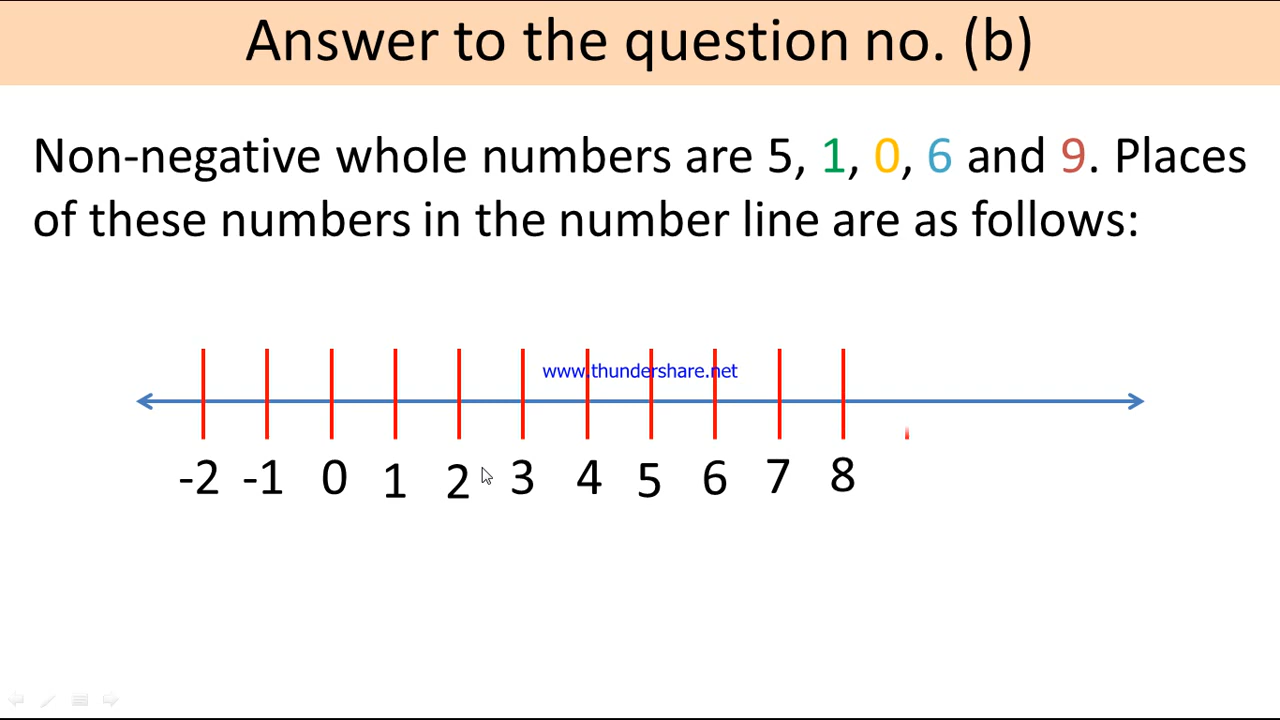 Answer to the question no. (b)
Non-negative whole numbers are 5, 1, 0, 6 and 9. Places
of these numbers in the number line are as follows:
www.thundershare.net
-2 -1 0 1 2 3 4 5 6 7 8